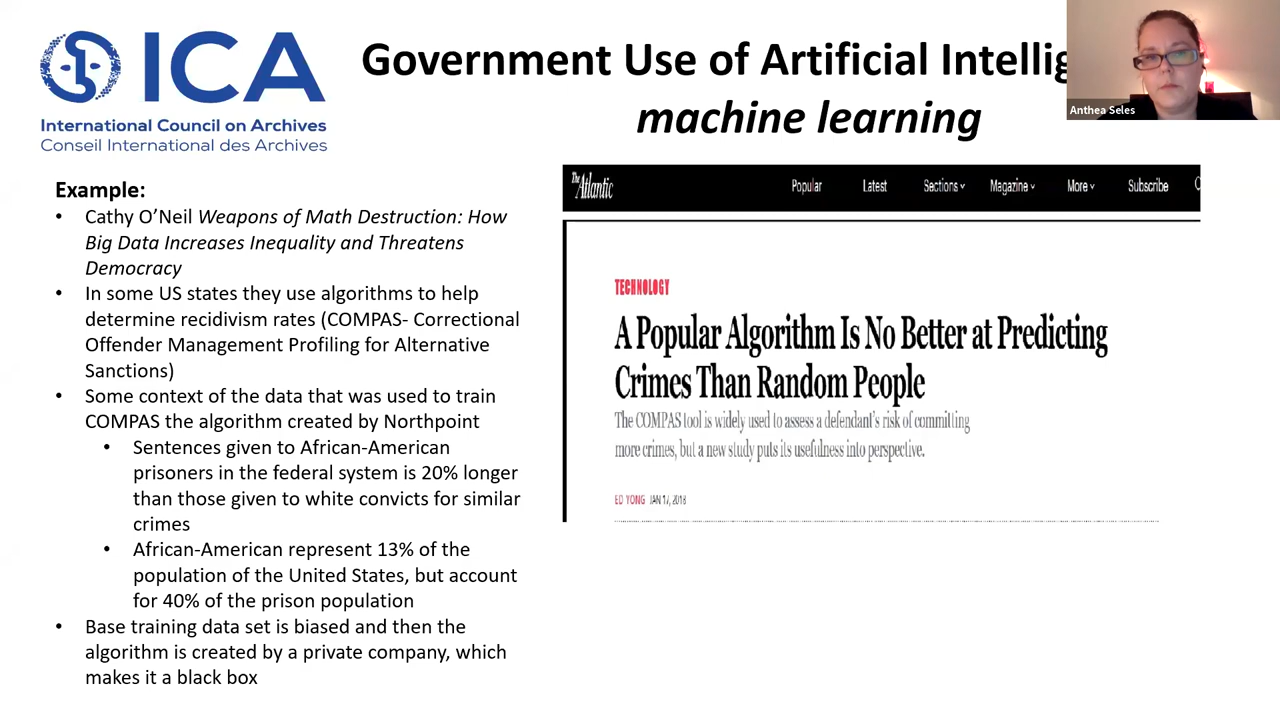 ICA
International Council on Archives
Conseil International des Archives
Government Use of Artificial Intellig
machine learning
Anthea Seles
Example:
• Cathy O’Neil Weapons of Math Destruction: How
Big Data Increases Inequality and Threatens
Democracy
• In some US states they use algorithms to help
determine recidivism rates (COMPAS- Correctional
Offender Management Profiling for Alternative
Sanctions)
• Some context of the data that was used to train
COMPAS the algorithm created by Northpoint
• Sentences given to African-American
prisoners in the federal system is 20% longer
than those given to white convicts for similar
crimes
• African-American represent 13% of the
population of the United States, but account
for 40% of the prison population
• Base training data set is biased and then the
algorithm is created by a private company, which
makes it a black box
The Atlantic
Popular Latest Sections Magazine More Subscribe
TECHNOLOGY
A Popular Algorithm Is No Better at Predicting
Crimes Than Random People
The COMPAS tool is widely used to assess a defendant’s risk of committing
more crimes, but a new study puts its usefulness into perspective.
ED YONG JAN 17, 2018